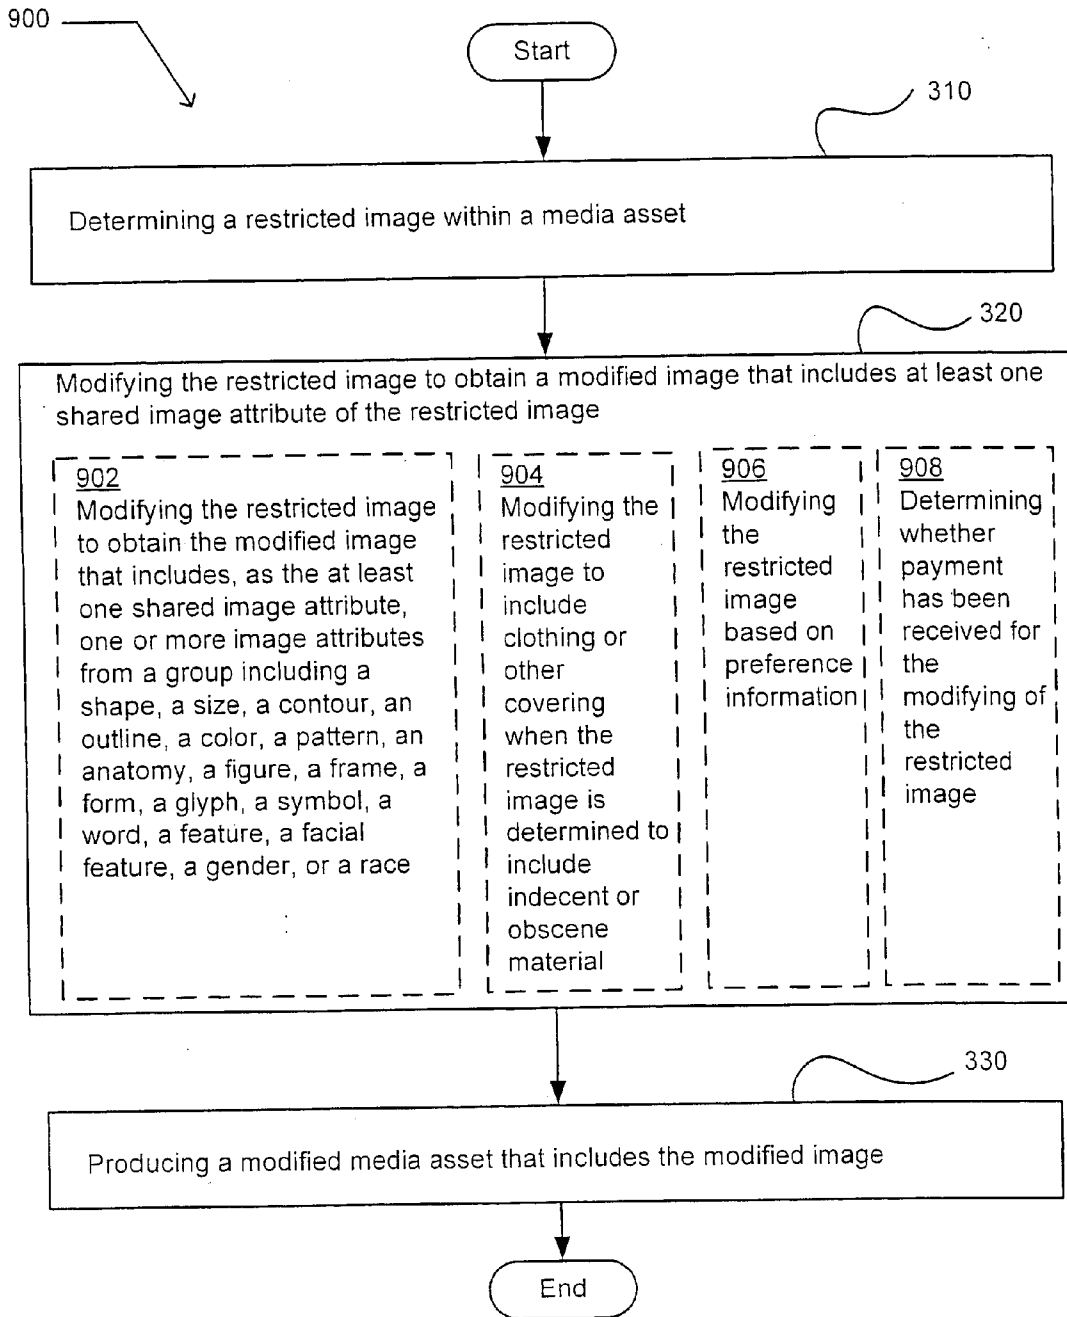 900
Start
310
Determining a restricted image within a media asset
320
Modifying the restricted image to obtain a modified image that includes at least one
shared image attribute of the restricted image
902
Modifying the restricted image
to obtain the modified image
that includes, as the at least
one shared image attribute,
one or more image attributes
from a group including a
shape, a size, a contour, an
outline, a color, a pattern, an
anatomy, a figure, a frame, a
form, a glyph, a symbol, a
word, a feature, a facial
feature, a gender, or a race
904
Modifying the
restricted
image to
include
clothing or
other
covering
when the
restricted
image is
determined to
include
indecent or
obscene
material
906
Modifying
the
restricted
image
based on
preference
information
908
Determining
whether
payment
has been
received for
the
modifying of
the
restricted
image
330
Producing a modified media asset that includes the modified image
End